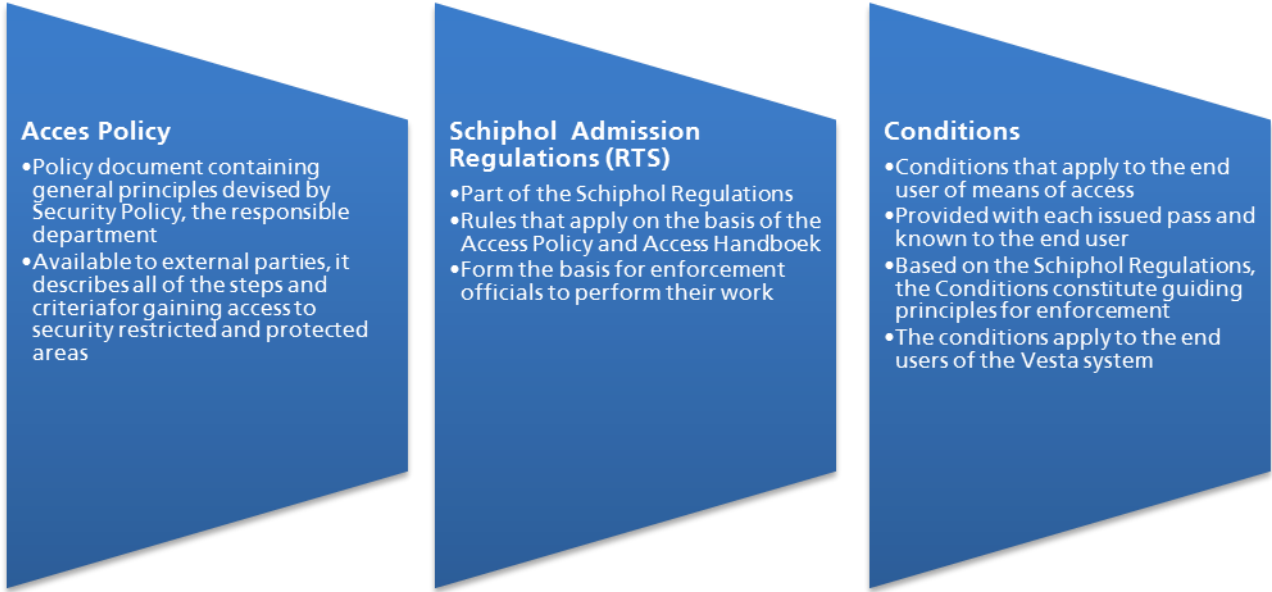 Acces Policy
•Policy document containing
general principles devised by
Security Policy, the responsible
department
•Available to external parties, it
describes all of the steps and
criteriafor gaining access to
security restricted and protected
areas
Schiphol Admission
Regulations (RTS)
•Part of the Schiphol Regulations
•Rules that apply on the basis of the
Access Policy and Access Handboek
•Form the basis for enforcement
officials to perform their work
Conditions
•Conditions that apply to the end
user of means of access
•Provided with each issued pass and
known to the end user
•Based on the Schiphol Regulations,
the Conditions constitute guiding
principles for enforcement
•The conditions apply to the end
users of the Vesta system